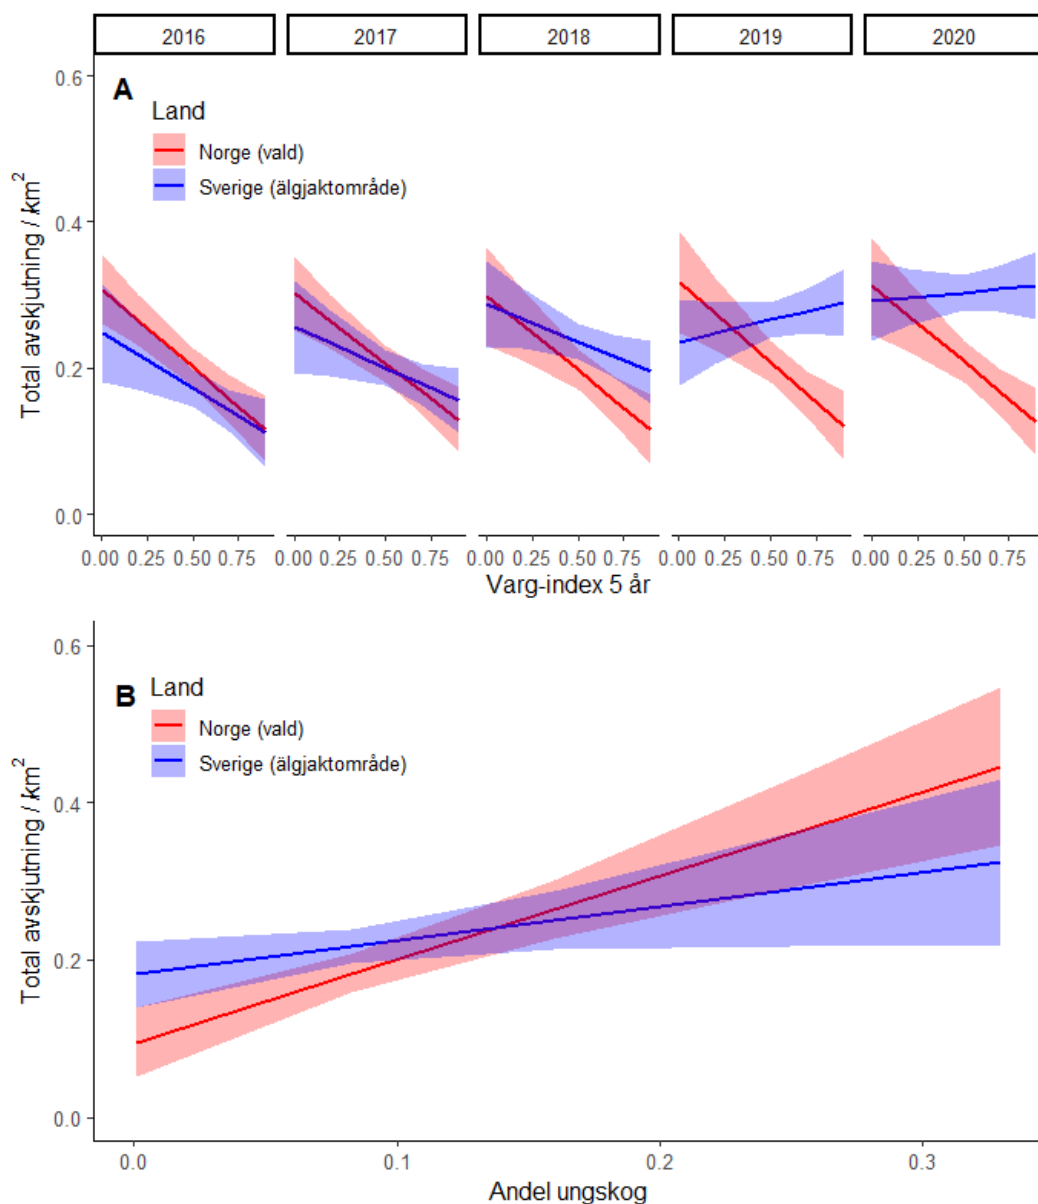 2016 2017 2018 2019 2020
A
Land
Norge (vald)
Sverige (älgjaktområde)
Total avskjutning / km²
0.6
0.4
0.2
0.0
0.00 0.25 0.50 0.75 0.00 0.25 0.50 0.75 0.00 0.25 0.50 0.75 0.00 0.25 0.50 0.75 0.00 0.25 0.50 0.75
Varg-index 5 år
B
Land
Norge (vald)
Sverige (älgjaktområde)
Total avskjutning / km²
0.6
0.4
0.2
0.0
0.0 0.1 0.2 0.3
Andel ungskog